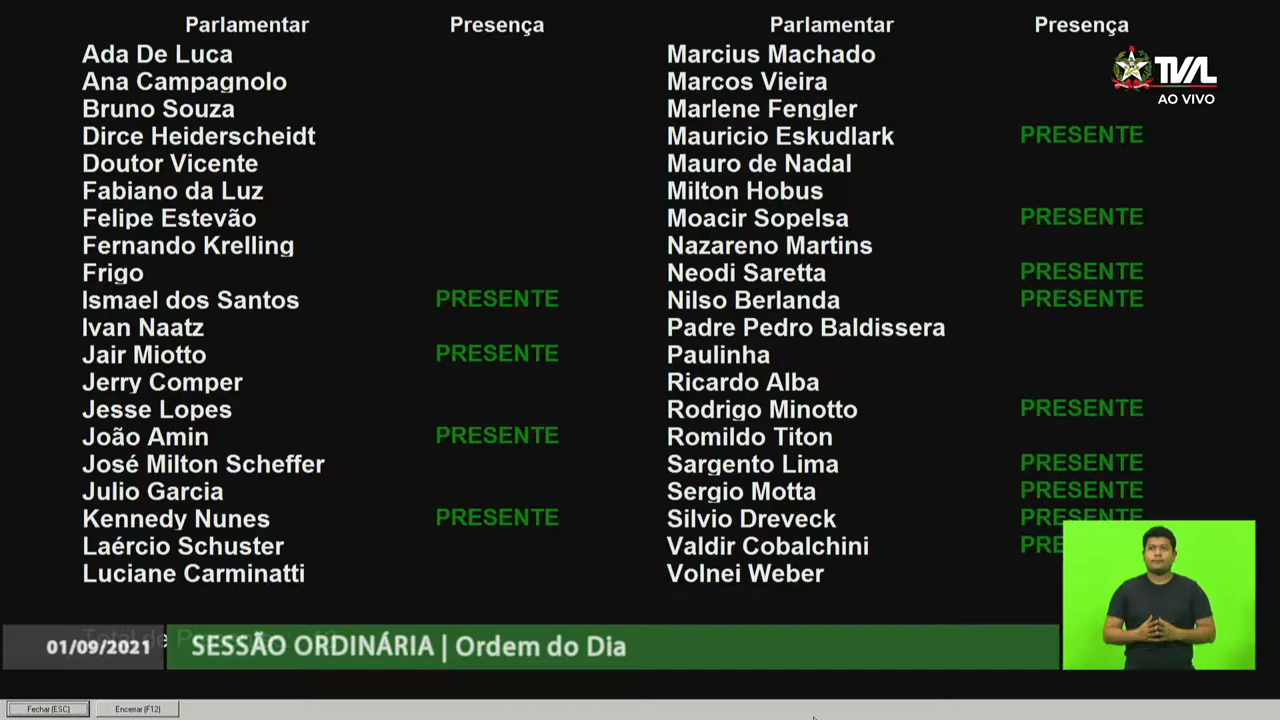 Parlamentar Presença Parlamentar Presença
Ada De Luca Marcius Machado
TVAL
Ana Campagnolo Marcos Vieira
AO VIVO
Bruno Souza Marlene Fengler
Dirce Heiderscheidt Mauricio Eskudlark PRESENTE
Doutor Vicente Mauro de Nadal
Fabiano da Luz Milton Hobus
Felipe Estevão Moacir Sopelsa PRESENTE
Fernando Krelling Nazareno Martins
Frigo Neodi Saretta PRESENTE
Ismael dos Santos PRESENTE Nilso Berlanda PRESENTE
Ivan Naatz Padre Pedro Baldissera
Jair Miotto PRESENTE Paulinha
Jerry Comper Ricardo Alba
Jesse Lopes Rodrigo Minotto PRESENTE
João Amin PRESENTE Romildo Titon
José Milton Scheffer Sargento Lima PRESENTE
Julio Garcia Sergio Motta PRESENTE
Kennedy Nunes PRESENTE Silvio Dreveck PRESENTE
Laércio Schuster Valdir Cobalchini PRE
Luciane Carminatti Volnei Weber
01/09/2021 SESSÃO ORDINÁRIA | Ordem do Dia
Fechar (ESC) Encerrar (F12)